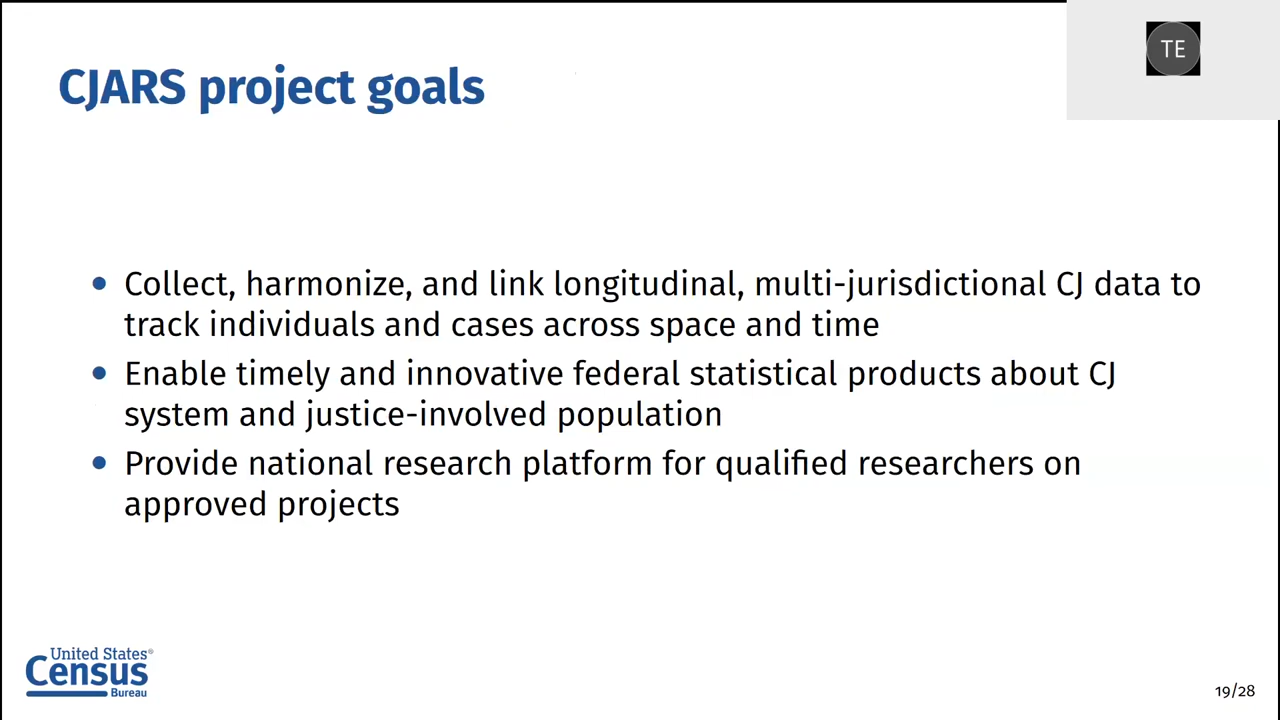 TE
CJARS project goals
Collect, harmonize, and link longitudinal, multi-jurisdictional CJ data to
track individuals and cases across space and time
Enable timely and innovative federal statistical products about CJ
system and justice-involved population
Provide national research platform for qualified researchers on
approved projects
United States®
Census
Bureau
19/28